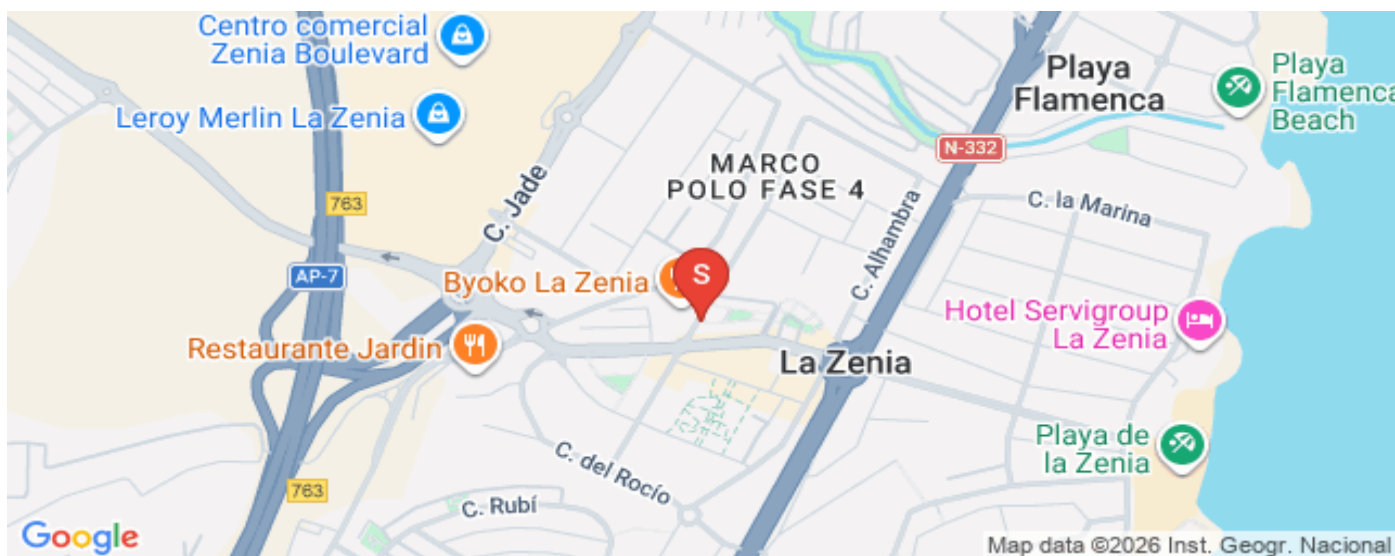 Centro comercial
Zenia Boulevard
Leroy Merlin La Zenia
Playa
Flamenca
Playa
Flamenca
Beach
N-332
MARCO
POLO FASE 4
C. Jade
763
C. la Marina
C. Alhambra
AP-7
Byoko La Zenia
S
Hotel Servigroup
La Zenia
Restaurante Jardin
La Zenia
Playa de
la Zenia
C. del Rocío
763
C. Rubí
Google
Map data ©2026 Inst. Geogr. Nacional